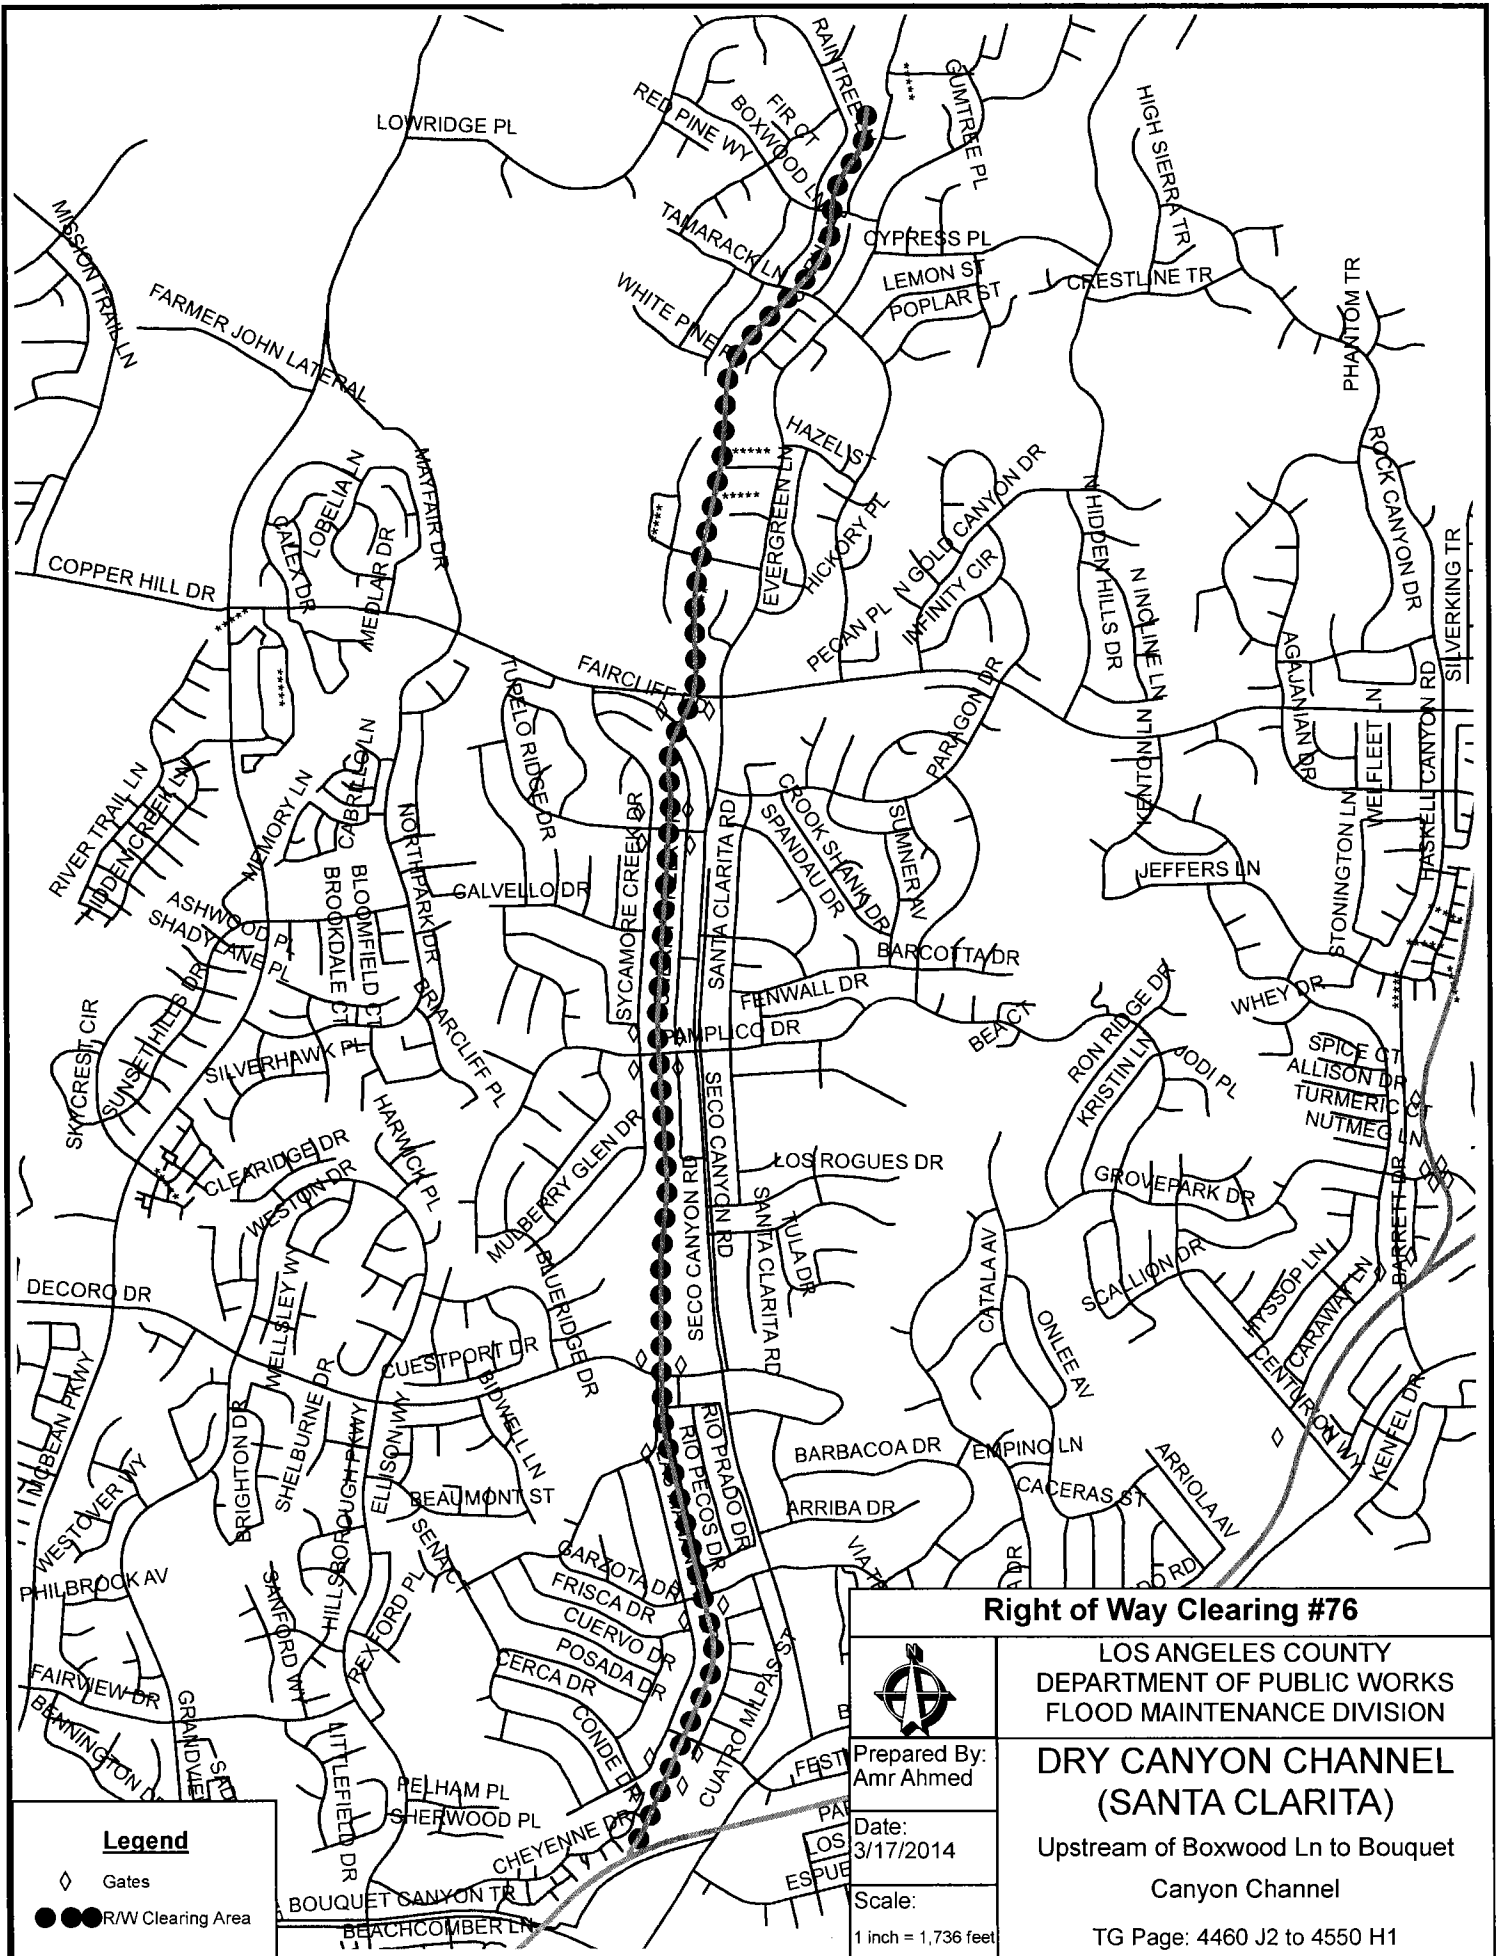 RAINTREE
GUMTREE PL
FIR CT
BOXWOOD LN
RED PINE WY
LOWRIDGE PL
HIGH SIERRA TR
MISSION TRAIL LN
TAMARACK LN
CYPRESS PL
LEMON ST
POPLAR ST
CRESTLINE TR
PHANTOM TR
FARMER JOHN LATERAL
WHITE PINE
HAZEL ST
EVERGREEN LN
HICKORY PL
N GOLD CANYON DR
INFINITY CIR
PECAN PL
N HIDDEN HILLS DR
N INCLINE LN
ROCK CANYON DR
SILVERKING TR
LOBELIA LN
MAYFAIR DR
CALEX DR
MEDLAR DR
COPPER HILL DR
FAIRCLIFF
TUPELO RIDGE DR
PARAGON DR
KENTON LN
AGAJANIAN DR
WELFLEET LN
HASKELL CANYON RD
RIVER TRAIL LN
HIDDEN CREEK LN
MEMORY LN
CABRILLO LN
NORTHPARK DR
SYCAMORE CREEK DR
SANTA CLARITA RD
CROOK SHANK DR
SPANDAU DR
SUMNER AV
JEFFERS LN
STONINGTON LN
GALVELLO DR
ASHWOOD PL
SHADYLANE PL
BROOKDALE CT
BLOOMFIELD CT
BARCOTTA DR
FENWALL DR
PAMPLICO DR
BEA CT
RON RIDGE DR
KRISTIN LN
JODI PL
WHEY DR
SPICE CT
ALLISON DR
TURMERIC CT
NUTMEG LN
SKYCREST CIR
SUNSET HILLS DR
SILVERHAWK PL
BRIARCLIFF PL
HARWICK PL
CLEARIDGE DR
WESTON DR
MULBERRY GLEN DR
BLUERIDGE DR
SECO CANYON RD
SECO CANYON RD
LOS ROGUES DR
SANTA CLARITA RD
TULA DR
GROVEPARK DR
SCALLION DR
CATALA AV
ONLEE AV
HYSSOP LN
CARAWAY LN
BARRETT DR
CENTURION WY
KENFEL DR
DECORO DR
MCBEAN PKWY
WELLSLEY WY
CUESTPORT DR
BIDWELL LN
BRIGHTON DR
SHELBURNE DR
HILLSBOROUGH PKWY
ELLISON WY
BEAUMONT ST
WESTOVER WY
PHILBROCK AV
SENA CT
RIO PRADO DR
RIO PECOS DR
BARBACOA DR
EMPINO LN
CACERAS ST
ARRIOLA AV
ARRIBA DR
GARZOTA DR
FRISCA DR
CUERVO DR
POSADA DR
CERCA DR
CONDE DR
CUATRO MILPAS ST
SANFORD WY
REXFORD PL
FAIRVIEW DR
BENNINGTON DR
LITTLEFIELD DR
PELHAM PL
SHERWOOD PL
CHEYENNE DR
BOUQUET CANYON TR
BEACHCOMBER LN
Legend
Gates
R/W Clearing Area
Right of Way Clearing #76
N
LOS ANGELES COUNTY
DEPARTMENT OF PUBLIC WORKS
FLOOD MAINTENANCE DIVISION
Prepared By:
Amr Ahmed
Date:
3/17/2014
Scale:
1 inch = 1,736 feet
DRY CANYON CHANNEL
(SANTA CLARITA)
Upstream of Boxwood Ln to Bouquet
Canyon Channel
TG Page: 4460 J2 to 4550 H1